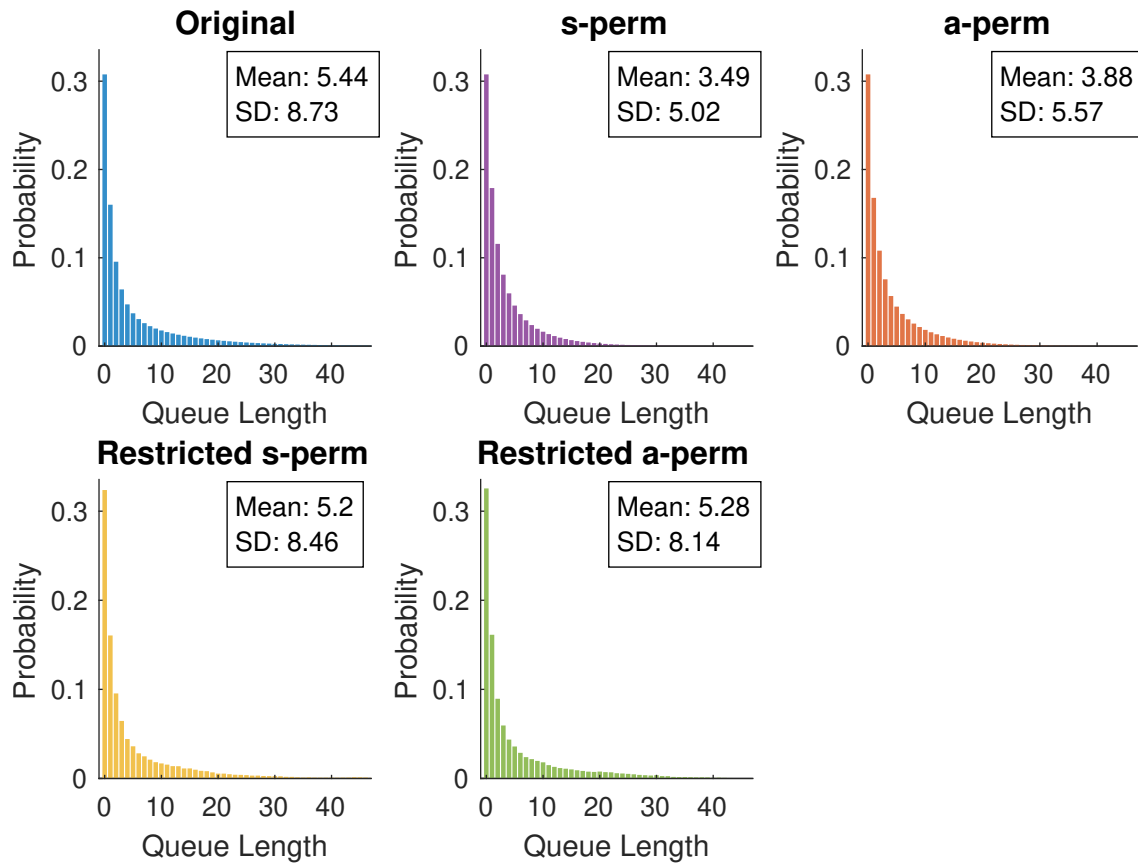 Original
Mean: 5.44
SD: 8.73
Probability
0.3
0.2
0.1
0
0 10 20 30 40
Queue Length
s-perm
Mean: 3.49
SD: 5.02
Probability
0.3
0.2
0.1
0
0 10 20 30 40
Queue Length
a-perm
Mean: 3.88
SD: 5.57
Probability
0.3
0.2
0.1
0
0 10 20 30 40
Queue Length
Restricted s-perm
Mean: 5.2
SD: 8.46
Probability
0.3
0.2
0.1
0
0 10 20 30 40
Queue Length
Restricted a-perm
Mean: 5.28
SD: 8.14
Probability
0.3
0.2
0.1
0
0 10 20 30 40
Queue Length